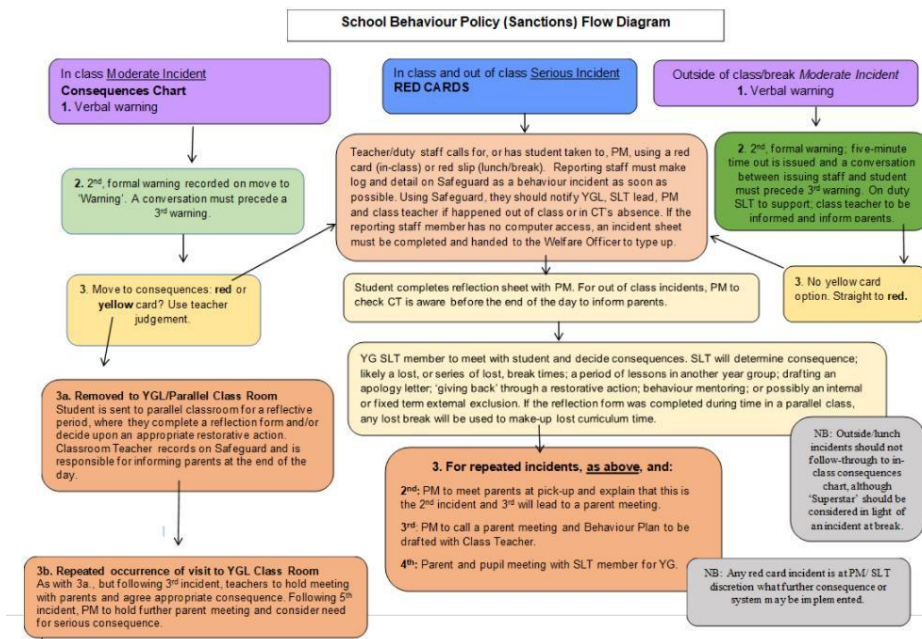 School Behaviour Policy (Sanctions) Flow Diagram
In class Moderate Incident
Consequences Chart
1. Verbal warning
In class and out of class Serious Incident
RED CARDS
Outside of class/break Moderate Incident
1. Verbal warning
2. 2nd, formal warning recorded on move to
‘Warning’. A conversation must precede a
3rd warning.
Teacher/duty staff calls for, or has student taken to, PM, using a red
card (in-class) or red slip (lunch/break). Reporting staff must make
log and detail on Safeguard as a behaviour incident as soon as
possible. Using Safeguard, they should notify YGL, SLT lead, PM
and class teacher if happened out of class or in CT’s absence. If the
reporting staff member has no computer access, an incident sheet
must be completed and handed to the Welfare Officer to type up.
2. 2nd, formal warning; five-minute
time out is issued and a conversation
between issuing staff and student
must precede 3rd warning. On duty
SLT to support; class teacher to be
informed and inform parents.
3. Move to consequences: red or
yellow card? Use teacher
judgement.
Student completes reflection sheet with PM. For out of class incidents, PM to
check CT is aware before the end of the day to inform parents.
3. No yellow card
option. Straight to red.
3a. Removed to YGL/Parallel Class Room
Student is sent to parallel classroom for a reflective
period, where they complete a reflection form and/or
decide upon an appropriate restorative action.
Classroom Teacher records on Safeguard and is
responsible for informing parents at the end of the
day.
YG SLT member to meet with student and decide consequences. SLT will determine consequence;
likely a lost, or series of lost, break times; a period of lessons in another year group; drafting an
apology letter; ‘giving back’ through a restorative action; behaviour mentoring; or possibly an internal
or fixed term external exclusion. If the reflection form was completed during time in a parallel class,
any lost break will be used to make-up lost curriculum time.
3. For repeated incidents, as above, and:
2nd: PM to meet parents at pick-up and explain that this is
the 2nd incident and 3rd will lead to a parent meeting.
3rd: PM to call a parent meeting and Behaviour Plan to be
drafted with Class Teacher.
4th: Parent and pupil meeting with SLT member for YG.
NB: Outside/lunch
incidents should not
follow-through to in-
class consequences
chart, although
‘Superstar’ should be
considered in light of
an incident at break.
3b. Repeated occurrence of visit to YGL Class Room
As with 3a., but following 3rd incident, teachers to hold meeting
with parents and agree appropriate consequence. Following 5th
incident, PM to hold further parent meeting and consider need
for serious consequence.
NB: Any red card incident is at PM/ SLT
discretion what further consequence or
system may be implemented.